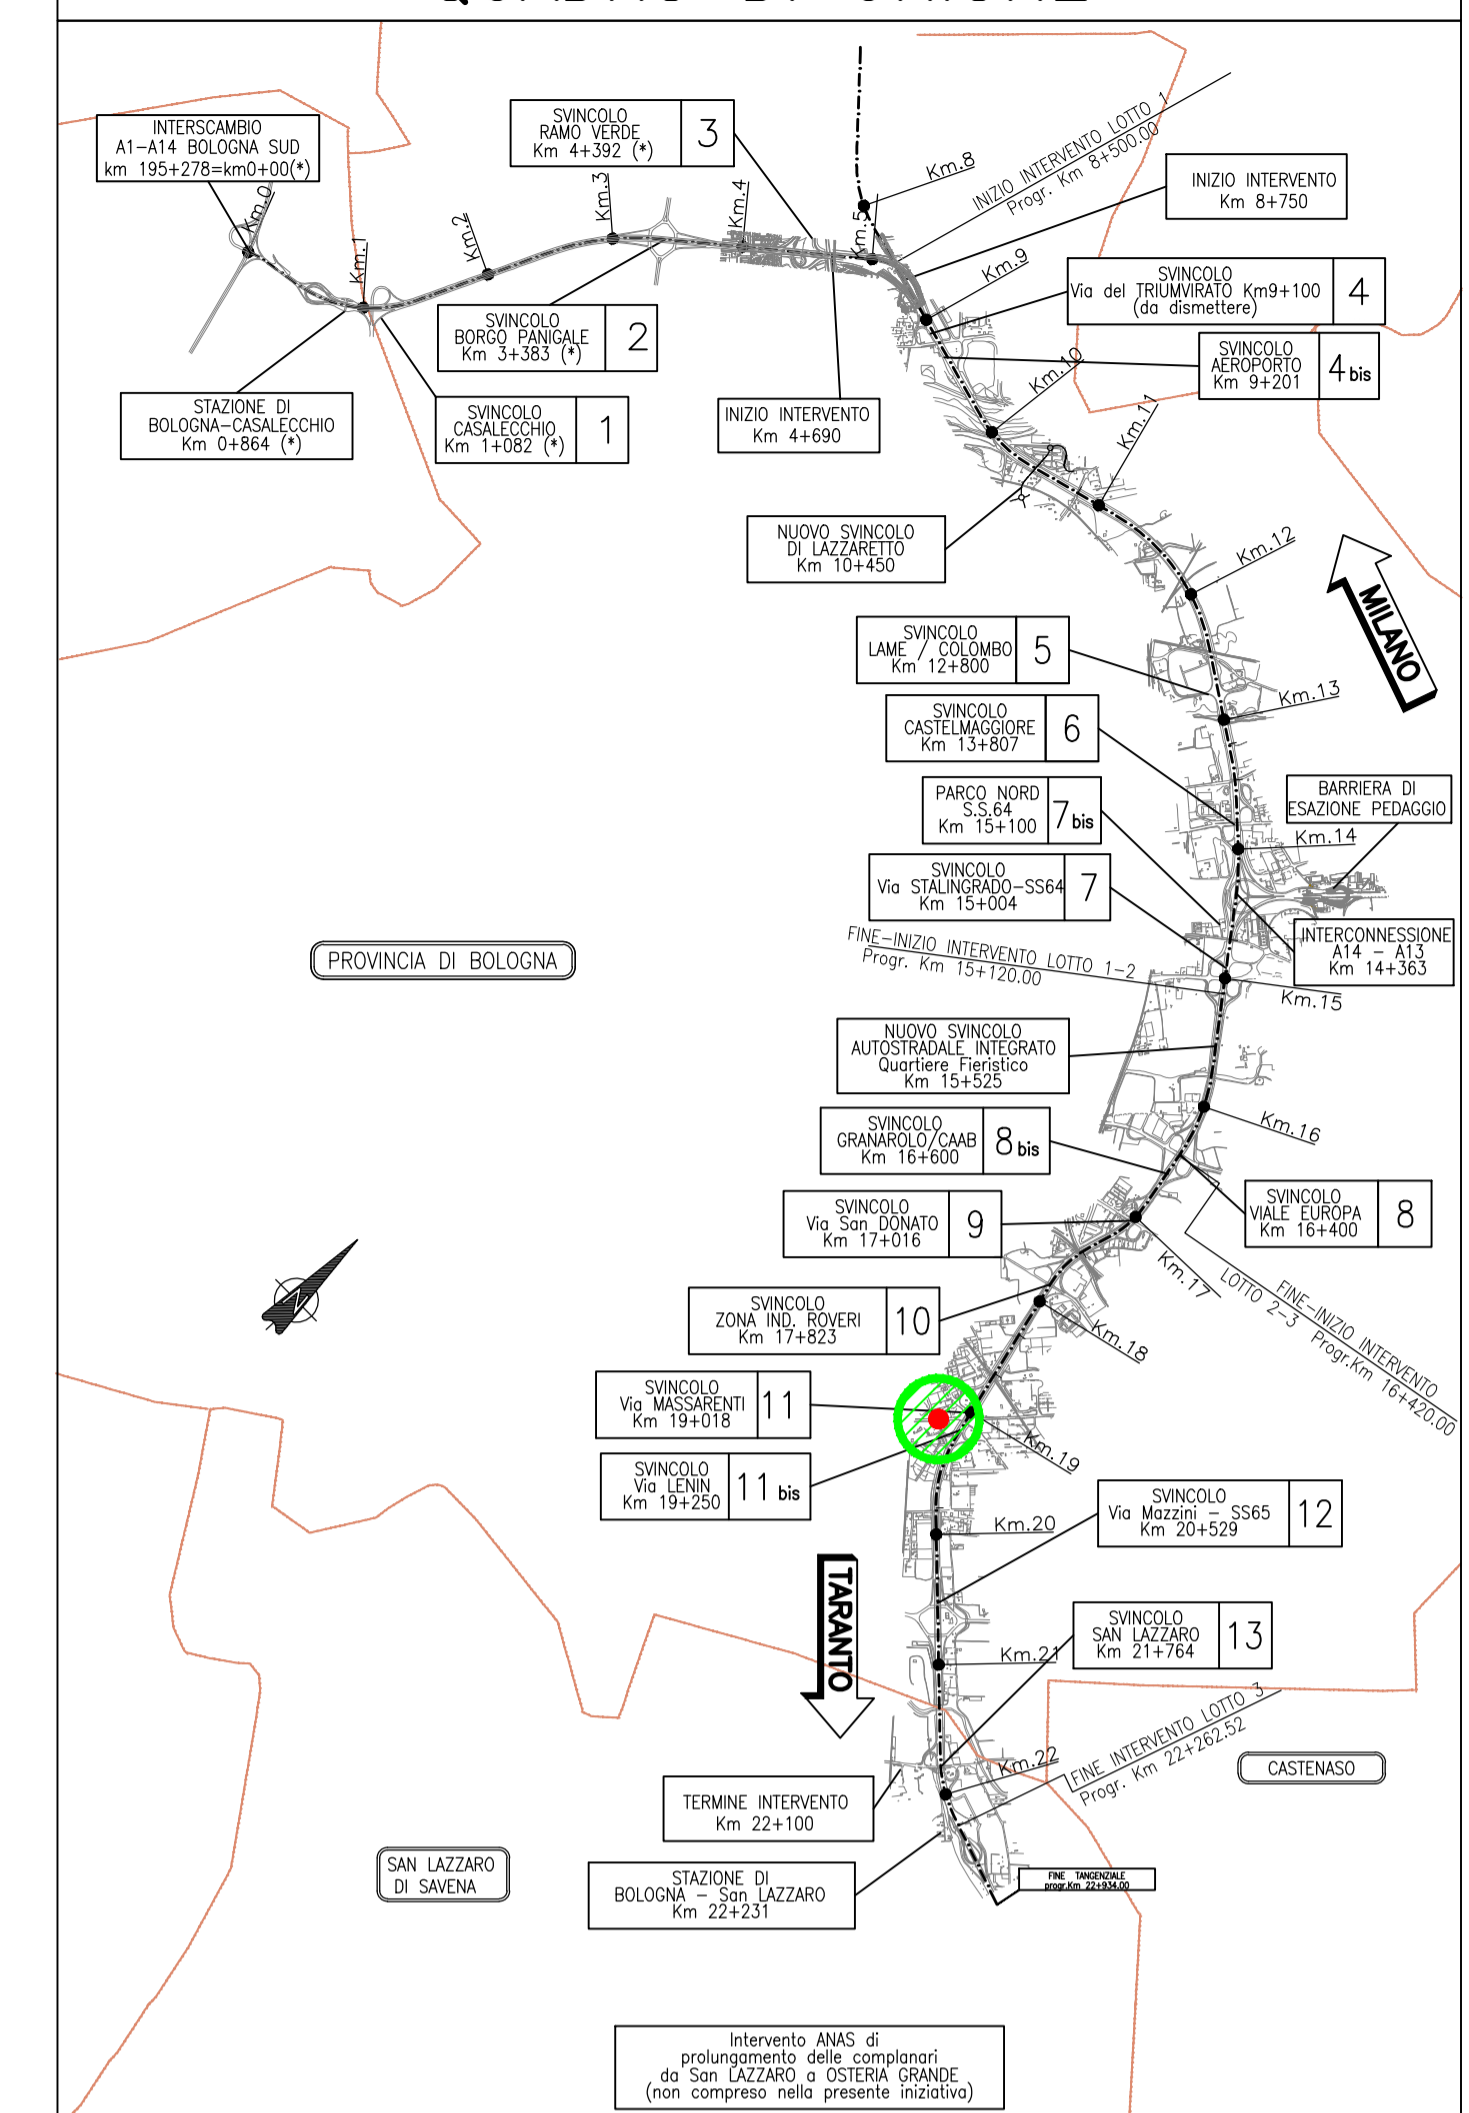 INTERSCAMBIO
A1-A14 BOLOGNA SUD
km 195+278=km0+00(*)
SVINCOLO
RAMO VERDE
Km 4+392 (*)
3
Km.0
Km.1
Km.2
Km.3
Km.4
Km.5
Km.8
INIZIO INTERVENTO LOTTO 1
Progr. Km 8+500.00
INIZIO INTERVENTO
Km 8+750
Km.9
SVINCOLO
Via del TRIUMVIRATO Km9+100
(da dismettere)
4
SVINCOLO
BORGO PANIGALE
Km 3+383 (*)
2
SVINCOLO
AEROPORTO
Km 9+201
4 bis
Km.10
STAZIONE DI
BOLOGNA-CASALECCHIO
Km 0+864 (*)
SVINCOLO
CASALECCHIO
Km 1+082 (*)
1
INIZIO INTERVENTO
Km 4+690
Km.11
NUOVO SVINCOLO
DI LAZZARETTO
Km 10+450
Km.12
MILANO
SVINCOLO
LAME / COLOMBO
Km 12+800
5
Km.13
SVINCOLO
CASTELMAGGIORE
Km 13+807
6
PARCO NORD
S.S.64
Km 15+100
7 bis
BARRIERA DI
ESAZIONE PEDAGGIO
Km.14
SVINCOLO
Via STALINGRADO-SS64
Km 15+004
7
INTERCONNESSIONE
A14 - A13
Km 14+363
FINE-INIZIO INTERVENTO LOTTO 1-2
Progr. Km 15+120.00
PROVINCIA DI BOLOGNA
Km.15
NUOVO SVINCOLO
AUTOSTRADALE INTEGRATO
Quartiere Fieristico
Km 15+525
Km.16
SVINCOLO
GRANAROLO/CAAB
Km 16+600
8 bis
SVINCOLO
VIALE EUROPA
Km 16+400
8
SVINCOLO
Via San DONATO
Km 17+016
9
Km.17
FINE-INIZIO INTERVENTO
LOTTO 2-3 Progr.Km 16+420.00
SVINCOLO
ZONA IND. ROVERI
Km 17+823
10
Km.18
SVINCOLO
Via MASSARENTI
Km 19+018
11
Km.19
SVINCOLO
Via LENIN
Km 19+250
11 bis
SVINCOLO
Via Mazzini - SS65
Km 20+529
12
Km.20
TARANTO
SVINCOLO
SAN LAZZARO
Km 21+764
13
Km.21
FINE INTERVENTO LOTTO 3
Progr. Km 22+262.52
Km.22
CASTENASO
TERMINE INTERVENTO
Km 22+100
SAN LAZZARO
DI SAVENA
STAZIONE DI
BOLOGNA - San LAZZARO
Km 22+231
FINE TANGENZIALE
progr.Km 22+934.00
Intervento ANAS di
prolungamento delle complanari
da San LAZZARO a OSTERIA GRANDE
(non compreso nella presente iniziativa)